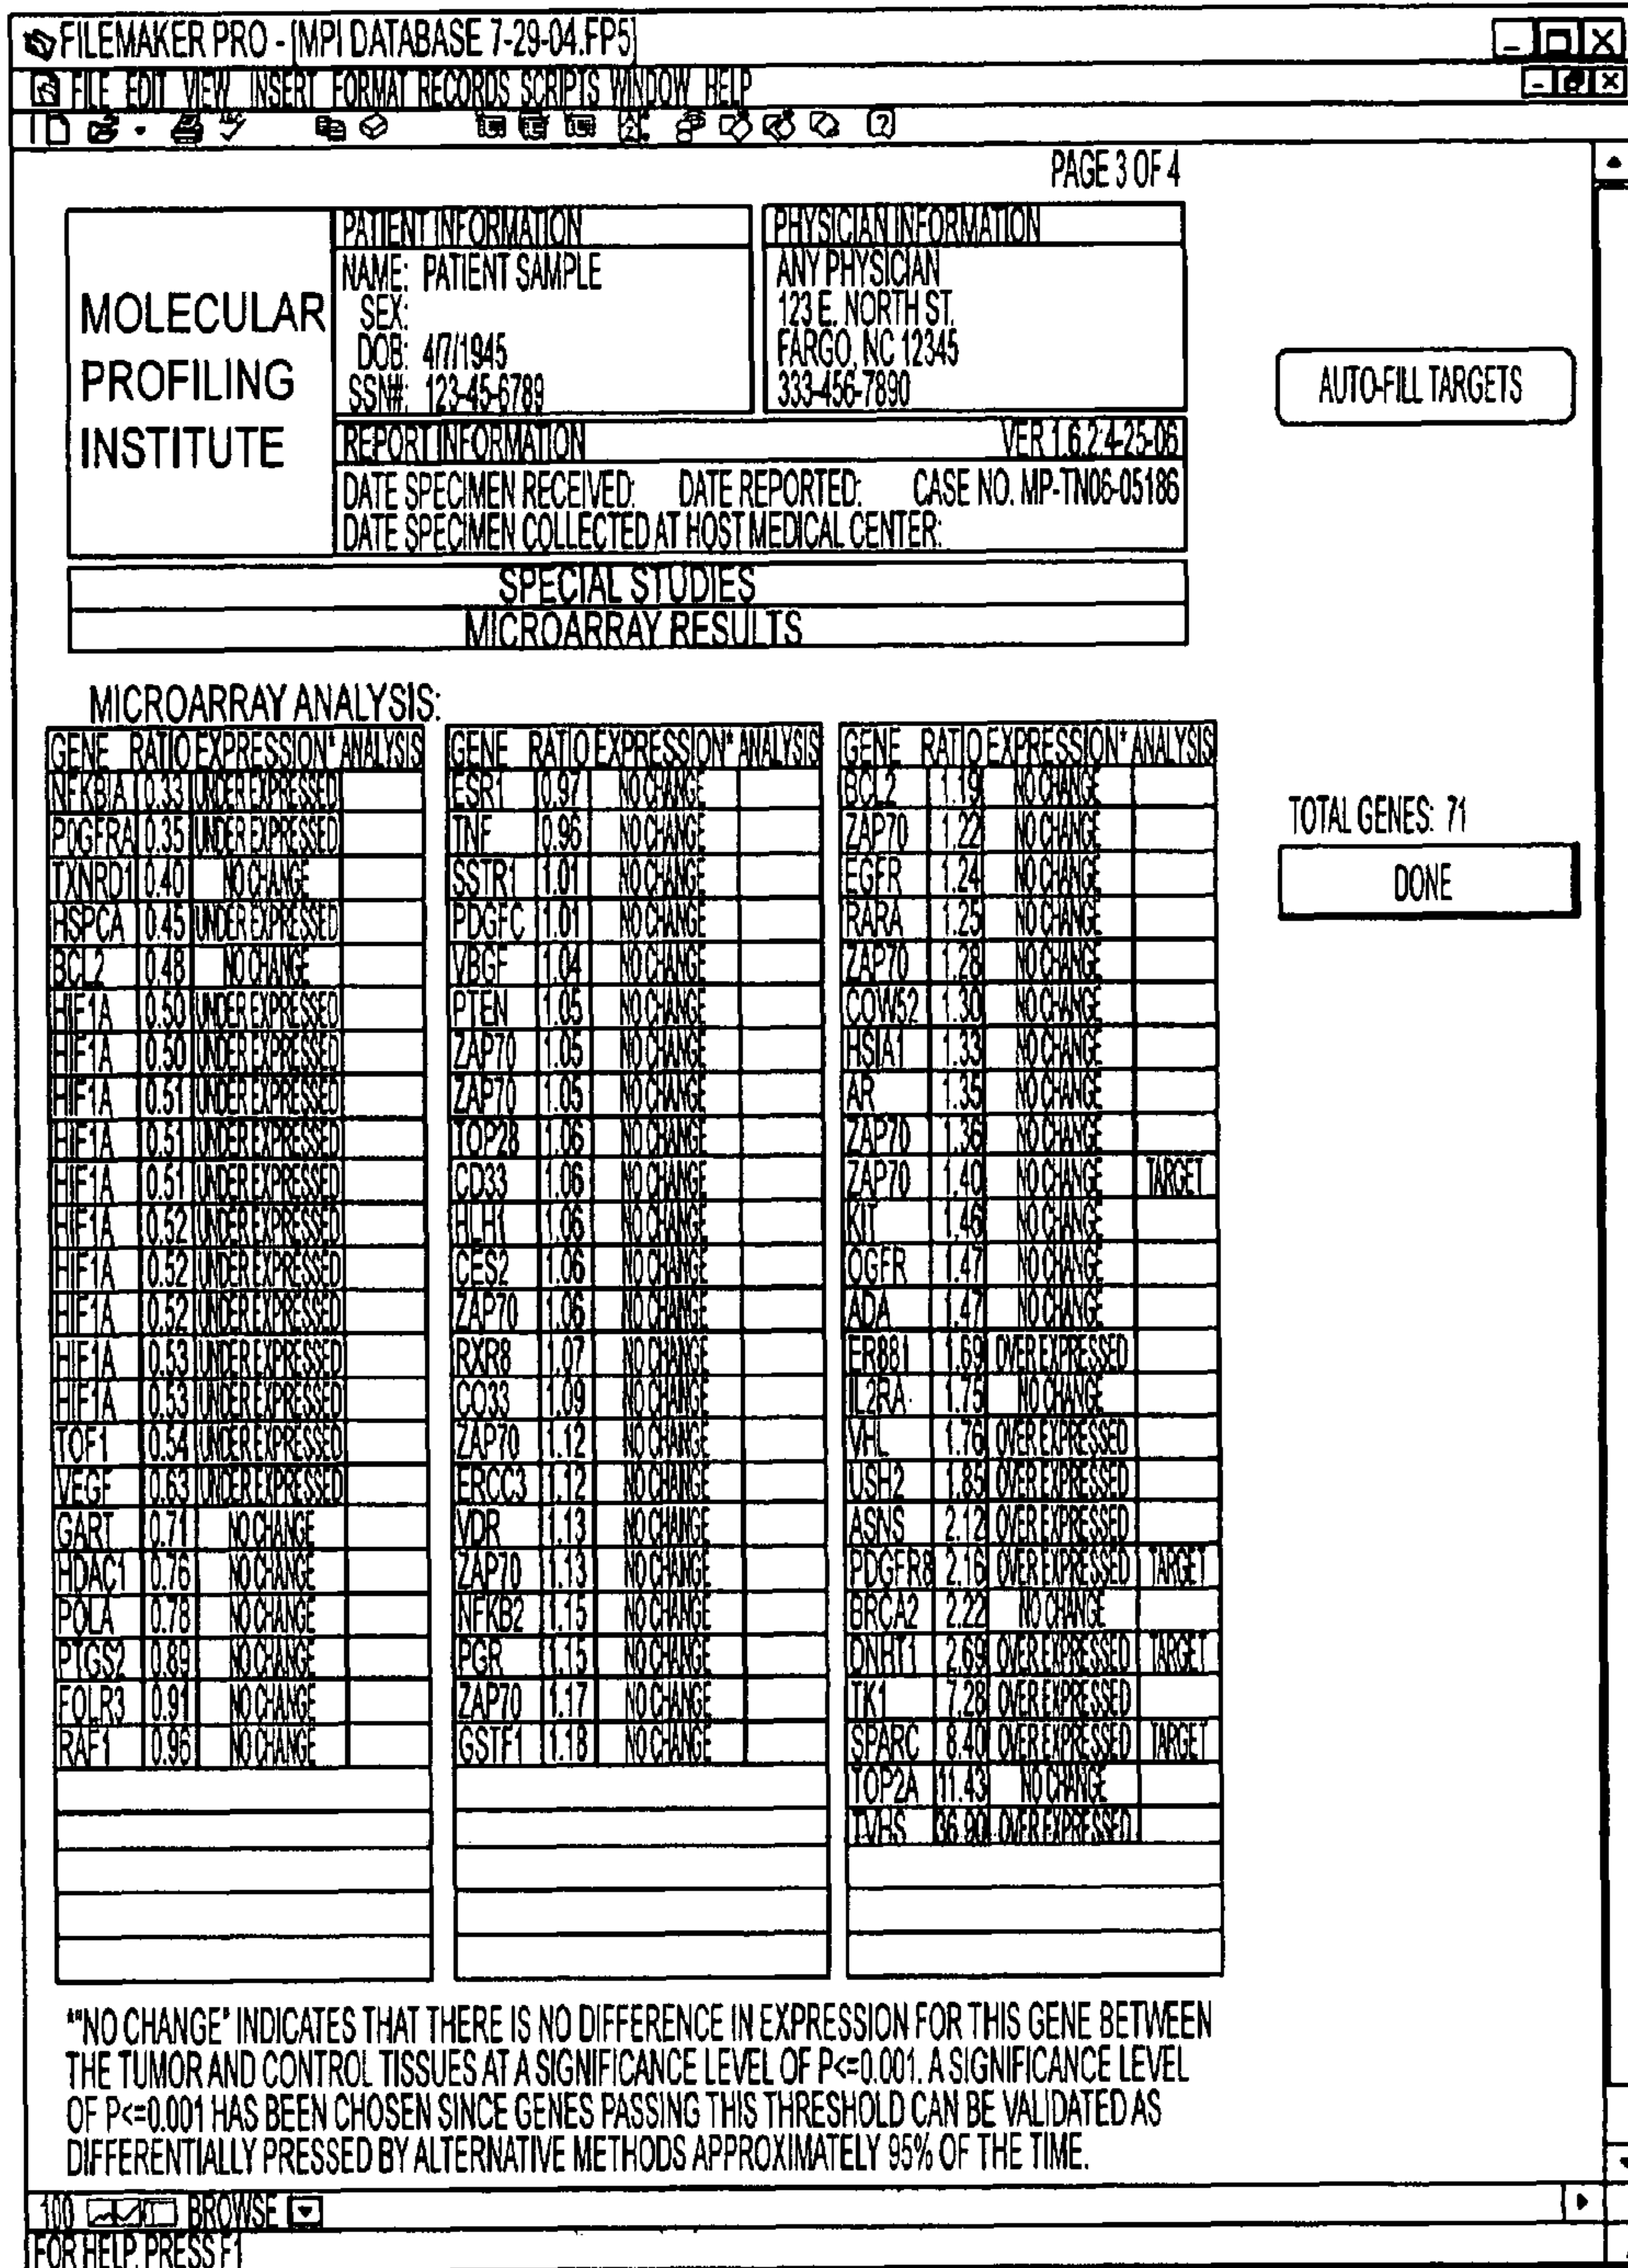 FILEMAKER PRO - [MPI DATABASE 7-29-04.FP5]
FILE EDIT VIEW INSERT FORMAT RECORDS SCRIPTS WINDOW HELP
PAGE 3 OF 4
MOLECULAR
PROFILING
INSTITUTE
PATIENT INFORMATION
NAME: PATIENT SAMPLE
SEX:
DOB: 4/7/1945
SSN#: 123-45-6789
PHYSICIAN INFORMATION
ANY PHYSICIAN
123 E. NORTH ST.
FARGO, NC 12345
333-456-7890
REPORT INFORMATION VER 1.6.2:4-25-06
DATE SPECIMEN RECEIVED: DATE REPORTED: CASE NO. MP-TN06-05186
DATE SPECIMEN COLLECTED AT HOST MEDICAL CENTER:
SPECIAL STUDIES
MICROARRAY RESULTS
AUTO-FILL TARGETS
MICROARRAY ANALYSIS:
GENE RATIO EXPRESSION* ANALYSIS
NFKBIA 0.33 UNDER EXPRESSED
PDGFRA 0.35 UNDER EXPRESSED
TXNRD1 0.40 NO CHANGE
HSPCA 0.45 UNDER EXPRESSED
BCL2 0.48 NO CHANGE
HIF1A 0.50 UNDER EXPRESSED
HIF1A 0.50 UNDER EXPRESSED
HIF1A 0.51 UNDER EXPRESSED
HIF1A 0.51 UNDER EXPRESSED
HIF1A 0.51 UNDER EXPRESSED
HIF1A 0.52 UNDER EXPRESSED
HIF1A 0.52 UNDER EXPRESSED
HIF1A 0.52 UNDER EXPRESSED
HIF1A 0.53 UNDER EXPRESSED
HIF1A 0.53 UNDER EXPRESSED
TOF1 0.54 UNDER EXPRESSED
VEGF 0.63 UNDER EXPRESSED
GART 0.71 NO CHANGE
HDAC1 0.76 NO CHANGE
POLA 0.78 NO CHANGE
PTGS2 0.89 NO CHANGE
FOLR3 0.91 NO CHANGE
RAF1 0.96 NO CHANGE
GENE RATIO EXPRESSION* ANALYSIS
ESR1 0.97 NO CHANGE
TNF 0.96 NO CHANGE
SSTR1 1.01 NO CHANGE
PDGFC 1.01 NO CHANGE
VBGF 1.04 NO CHANGE
PTEN 1.05 NO CHANGE
ZAP70 1.05 NO CHANGE
ZAP70 1.05 NO CHANGE
TOP28 1.06 NO CHANGE
CD33 1.06 NO CHANGE
HLH1 1.06 NO CHANGE
CES2 1.06 NO CHANGE
ZAP70 1.06 NO CHANGE
RXR8 1.07 NO CHANGE
CO33 1.09 NO CHANGE
ZAP70 1.12 NO CHANGE
ERCC3 1.12 NO CHANGE
VDR 1.13 NO CHANGE
ZAP70 1.13 NO CHANGE
NFKB2 1.15 NO CHANGE
PGR 1.15 NO CHANGE
ZAP70 1.17 NO CHANGE
GSTF1 1.18 NO CHANGE
GENE RATIO EXPRESSION* ANALYSIS
BCL2 1.19 NO CHANGE
ZAP70 1.22 NO CHANGE
EGFR 1.24 NO CHANGE
RARA 1.25 NO CHANGE
ZAP70 1.28 NO CHANGE
COW52 1.30 NO CHANGE
HSIA1 1.33 NO CHANGE
AR 1.35 NO CHANGE
ZAP70 1.36 NO CHANGE
ZAP70 1.40 NO CHANGE TARGET
KIT 1.46 NO CHANGE
OGFR 1.47 NO CHANGE
ADA 1.47 NO CHANGE
ER881 1.69 OVER EXPRESSED
IL2RA 1.75 NO CHANGE
VHL 1.76 OVER EXPRESSED
USH2 1.85 OVER EXPRESSED
ASNS 2.12 OVER EXPRESSED
PDGFR8 2.16 OVER EXPRESSED TARGET
BRCA2 2.22 NO CHANGE
DNHT1 2.69 OVER EXPRESSED TARGET
TK1 7.28 OVER EXPRESSED
SPARC 8.40 OVER EXPRESSED TARGET
TOP2A 11.43 NO CHANGE
TVHS 36.90 OVER EXPRESSED
TOTAL GENES: 71
DONE
*"NO CHANGE" INDICATES THAT THERE IS NO DIFFERENCE IN EXPRESSION FOR THIS GENE BETWEEN
THE TUMOR AND CONTROL TISSUES AT A SIGNIFICANCE LEVEL OF P<=0.001. A SIGNIFICANCE LEVEL
OF P<=0.001 HAS BEEN CHOSEN SINCE GENES PASSING THIS THRESHOLD CAN BE VALIDATED AS
DIFFERENTIALLY PRESSED BY ALTERNATIVE METHODS APPROXIMATELY 95% OF THE TIME.
100 BROWSE
FOR HELP, PRESS F1